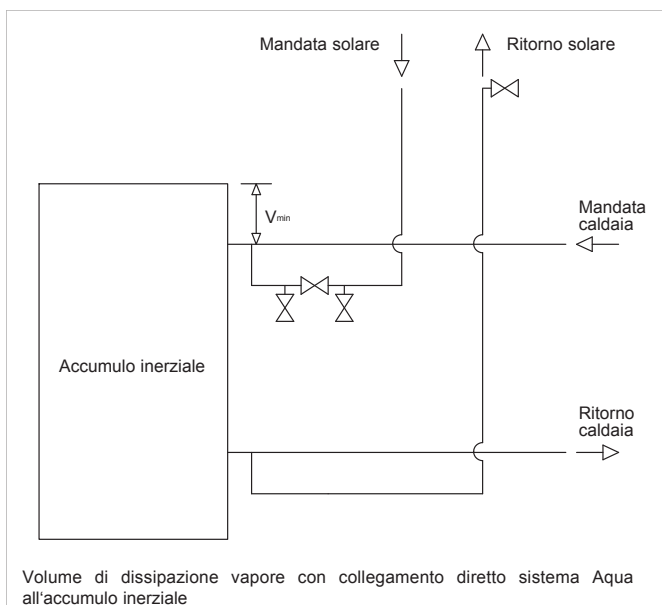 Mandata solare
Ritorno solare
Vmin
Mandata
caldaia
Accumulo inerziale
Ritorno
caldaia
Volume di dissipazione vapore con collegamento diretto sistema Aqua
all'accumulo inerziale